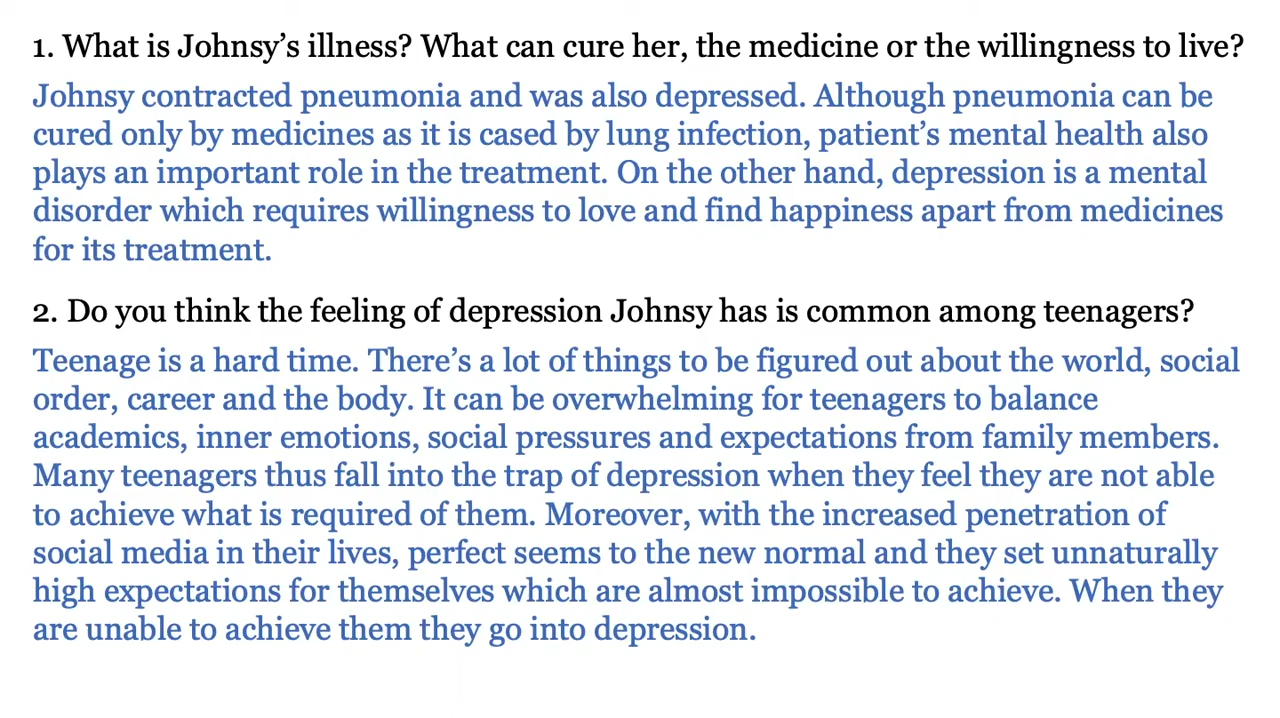 1. What is Johnsy’s illness? What can cure her, the medicine or the willingness to live?
Johnsy contracted pneumonia and was also depressed. Although pneumonia can be
cured only by medicines as it is cased by lung infection, patient’s mental health also
plays an important role in the treatment. On the other hand, depression is a mental
disorder which requires willingness to love and find happiness apart from medicines
for its treatment.
2. Do you think the feeling of depression Johnsy has is common among teenagers?
Teenage is a hard time. There’s a lot of things to be figured out about the world, social
order, career and the body. It can be overwhelming for teenagers to balance
academics, inner emotions, social pressures and expectations from family members.
Many teenagers thus fall into the trap of depression when they feel they are not able
to achieve what is required of them. Moreover, with the increased penetration of
social media in their lives, perfect seems to the new normal and they set unnaturally
high expectations for themselves which are almost impossible to achieve. When they
are unable to achieve them they go into depression.